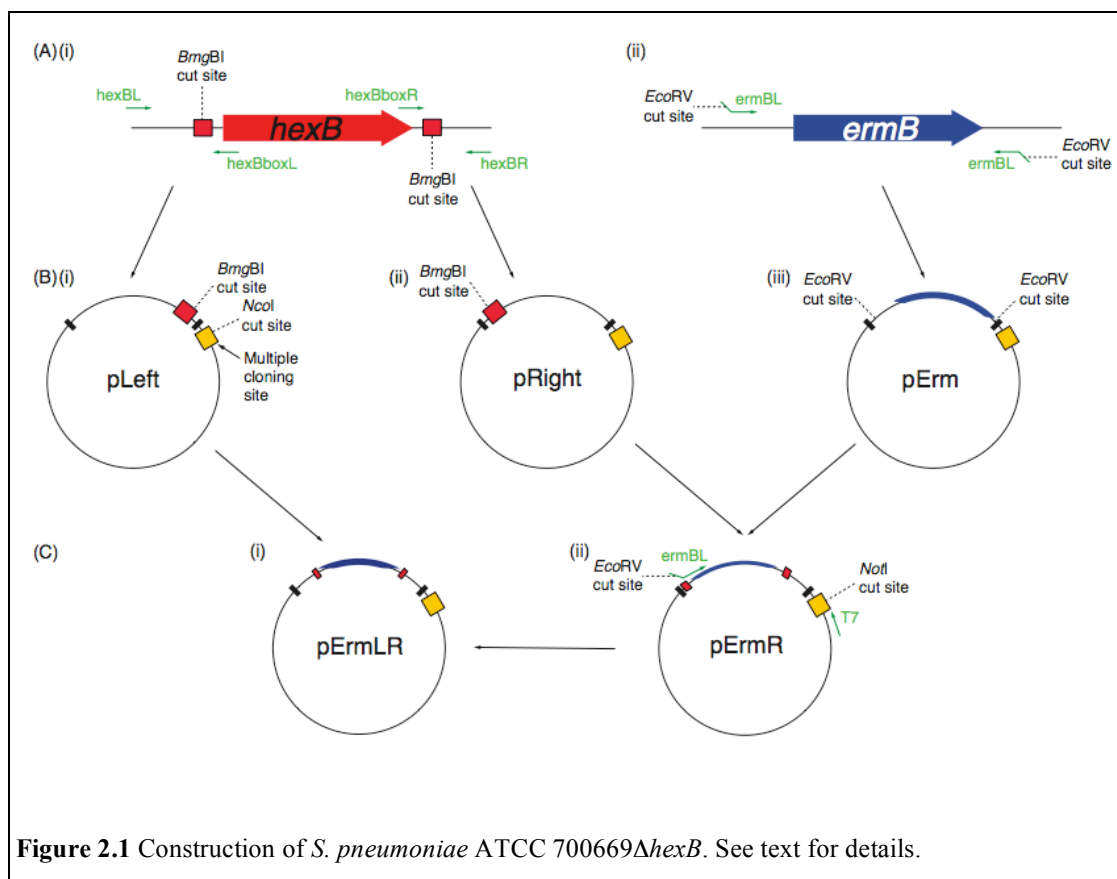 (A)(i)
BmgBI
cut site
hexBL
hexBboxR
hexB
hexBboxL
hexBR
BmgBI
cut site
(ii)
EcoRV
cut site
ermBL
ermB
ermBL
EcoRV
cut site
(B)(i)
BmgBI
cut site
NcoI
cut site
Multiple
cloning
site
pLeft
(ii)
BmgBI
cut site
pRight
(iii)
EcoRV
cut site
EcoRV
cut site
pErm
(C)
(i)
pErmLR
(ii)
EcoRV
cut site
ermBL
NotI
cut site
T7
pErmR
Figure 2.1 Construction of S. pneumoniae ATCC 700669ΔhexB. See text for details.